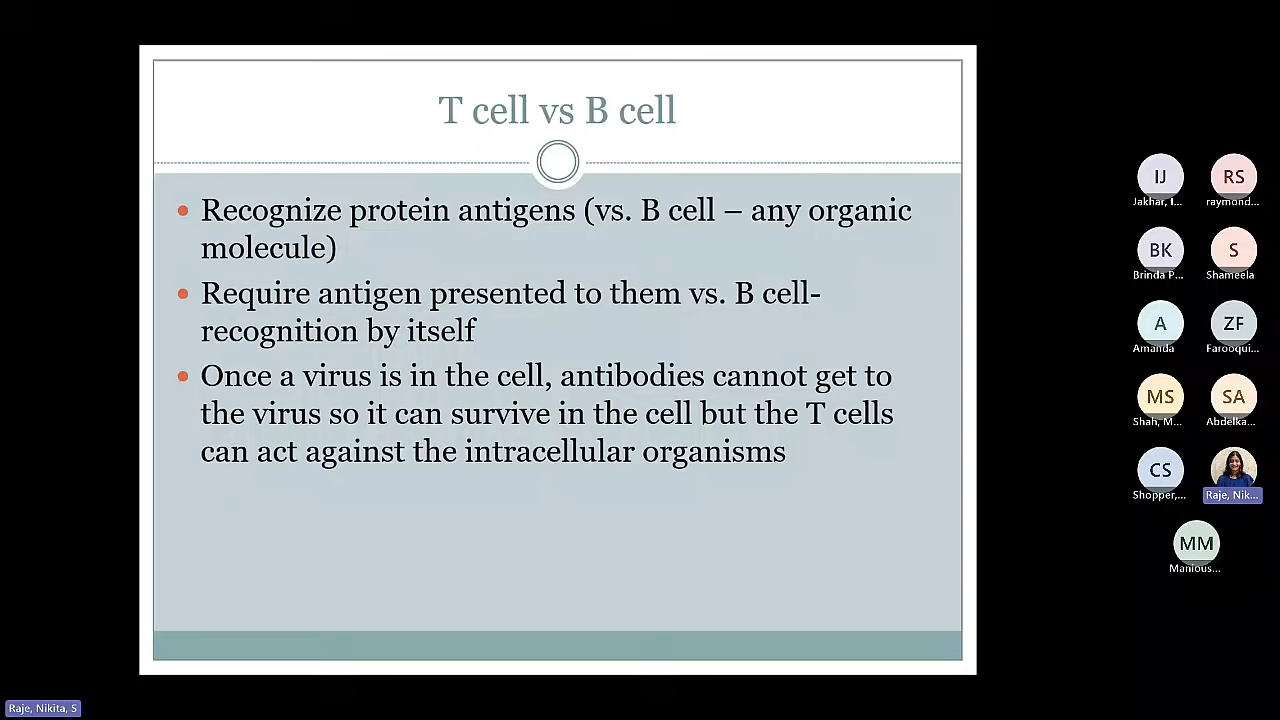 T cell vs B cell
Recognize protein antigens (vs. B cell – any organic
molecule)
Require antigen presented to them vs. B cell-
recognition by itself
Once a virus is in the cell, antibodies cannot get to
the virus so it can survive in the cell but the T cells
can act against the intracellular organisms
IJ
RS
Jakhar, I...
raymond...
BK
S
Brinda P...
Shameela
A
ZF
Amanda
Farooqui...
MS
SA
Shah, M...
Abdelka...
CS
Shopper,...
Raje, Nik...
MM
Manious...
Raje, Nikita, S